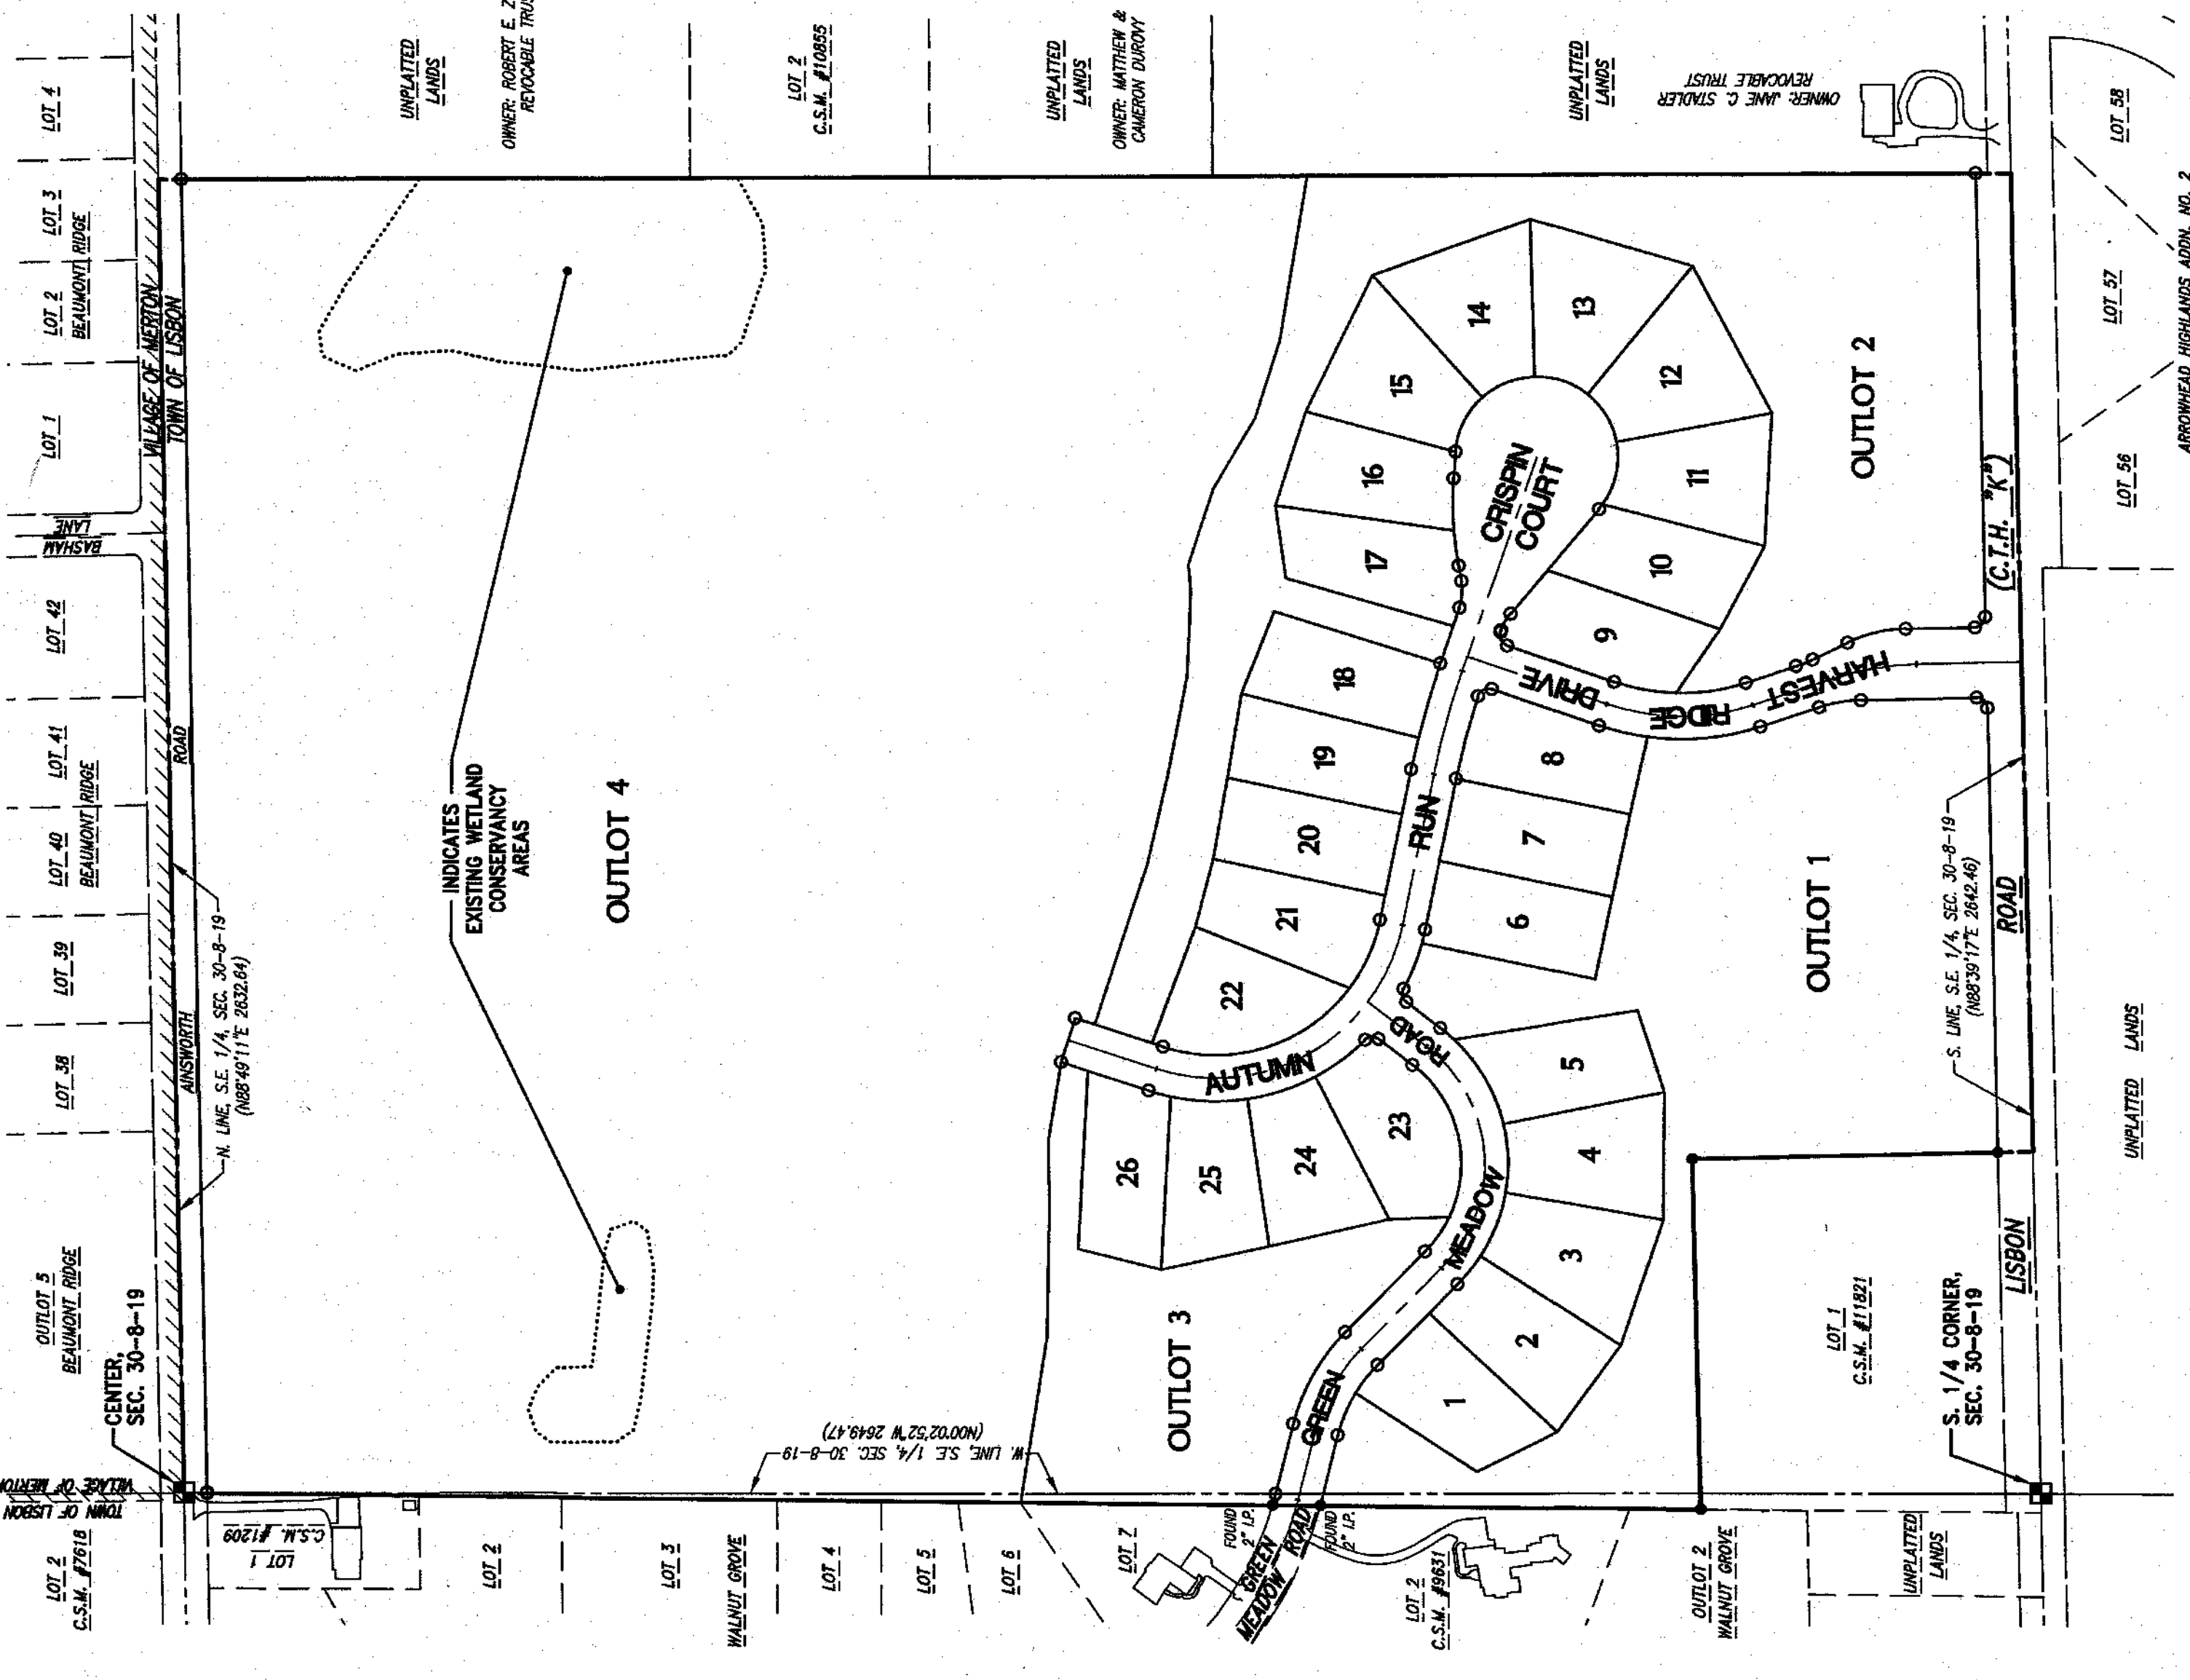 LOT 4
LOT 3
LOT 2
BEAUMONT RIDGE
LOT 1
BASHAM
LANE
LOT 42
LOT 41
BEAUMONT RIDGE
LOT 40
BEAUMONT RIDGE
LOT 39
LOT 38
OUTLOT 5
BEAUMONT RIDGE
CENTER,
SEC. 30-8-19
VILLAGE OF MERTON
TOWN OF LISBON
VILLAGE OF MERTON
TOWN OF LISBON
AINSWORTH
ROAD
N. LINE, S.E. 1/4, SEC. 30-8-19
(N88°49'11"E 2632.64)
UNPLATTED
LANDS
OWNER: ROBERT E. Z
REVOCABLE TRUS
LOT 2
C.S.M. #10855
UNPLATTED
LANDS
OWNER: MATTHEW &
CAMERON DUROVY
UNPLATTED
LANDS
OWNER: JANE C. STADLER
REVOCABLE TRUST
INDICATES
EXISTING WETLAND
CONSERVANCY
AREAS
OUTLOT 4
OUTLOT 3
OUTLOT 2
OUTLOT 1
14
13
15
12
16
11
17
10
9
18
19
20
21
22
8
7
6
5
4
3
2
1
23
24
25
26
CRISPIN
COURT
HARVEST
RIDGE
DRIVE
AUTUMN
RUN
GREEN
MEADOW
ROAD
W. LINE, S.E. 1/4, SEC. 30-8-19
(N00°02'52"W 2649.47)
S. LINE, S.E. 1/4, SEC. 30-8-19
(N88°39'17"E 2642.46)
LISBON
ROAD
(C.T.H. "K")
S. 1/4 CORNER,
SEC. 30-8-19
LOT 1
C.S.M. #11821
LOT 2
C.S.M. #7618
LOT 1
C.S.M. #1209
LOT 2
LOT 3
WALNUT GROVE
LOT 4
LOT 5
LOT 6
LOT 7
FOUND
2" I.P.
GREEN
MEADOW
ROAD
FOUND
2" I.P.
LOT 2
C.S.M. #9631
OUTLOT 2
WALNUT GROVE
UNPLATTED
LANDS
UNPLATTED LANDS
LOT 56
LOT 57
LOT 58
ARROWHEAD HIGHLANDS ADDN. NO. 2